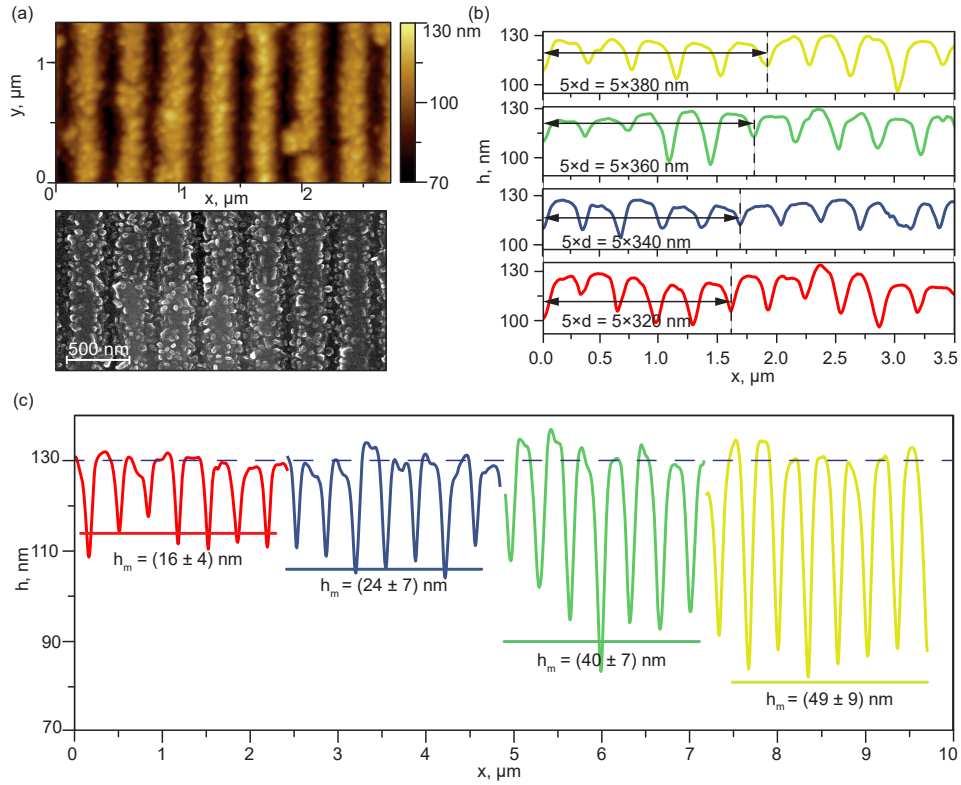 (a)
130 nm
100
70
1
0
y, µm
0
1
2
x, µm
500 nm
(b)
130
100
5×d = 5×380 nm
130
100
5×d = 5×360 nm
130
100
5×d = 5×340 nm
130
100
5×d = 5×320 nm
h, nm
0.0
0.5
1.0
1.5
2.0
2.5
3.0
3.5
x, µm
(c)
130
110
90
70
h, nm
hm = (16 ± 4) nm
hm = (24 ± 7) nm
hm = (40 ± 7) nm
hm = (49 ± 9) nm
0
1
2
3
4
5
6
7
8
9
10
x, µm